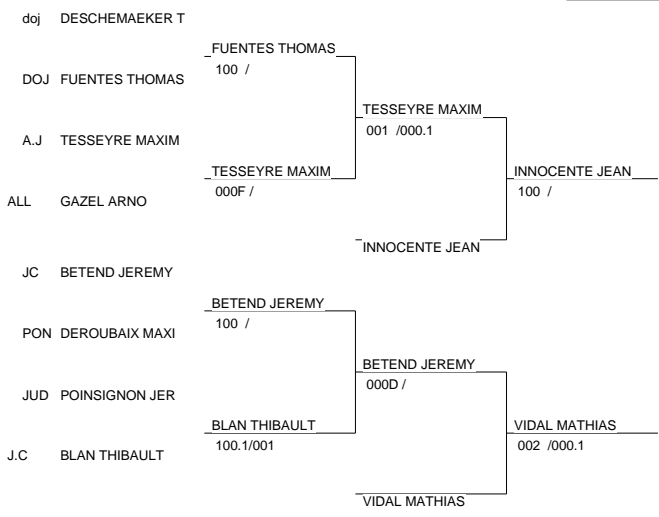 doj DESCHEMAEKER T
FUENTES THOMAS
100 /
DOJ FUENTES THOMAS
TESSEYRE MAXIM
001 /000.1
A.J TESSEYRE MAXIM
TESSEYRE MAXIM
000F /
INNOCENTE JEAN
100 /
ALL GAZEL ARNO
INNOCENTE JEAN
JC BETEND JEREMY
BETEND JEREMY
100 /
PON DEROUBAIX MAXI
BETEND JEREMY
000D /
JUD POINSIGNON JER
BLAN THIBAULT
100.1/001
VIDAL MATHIAS
002 /000.1
J.C BLAN THIBAULT
VIDAL MATHIAS